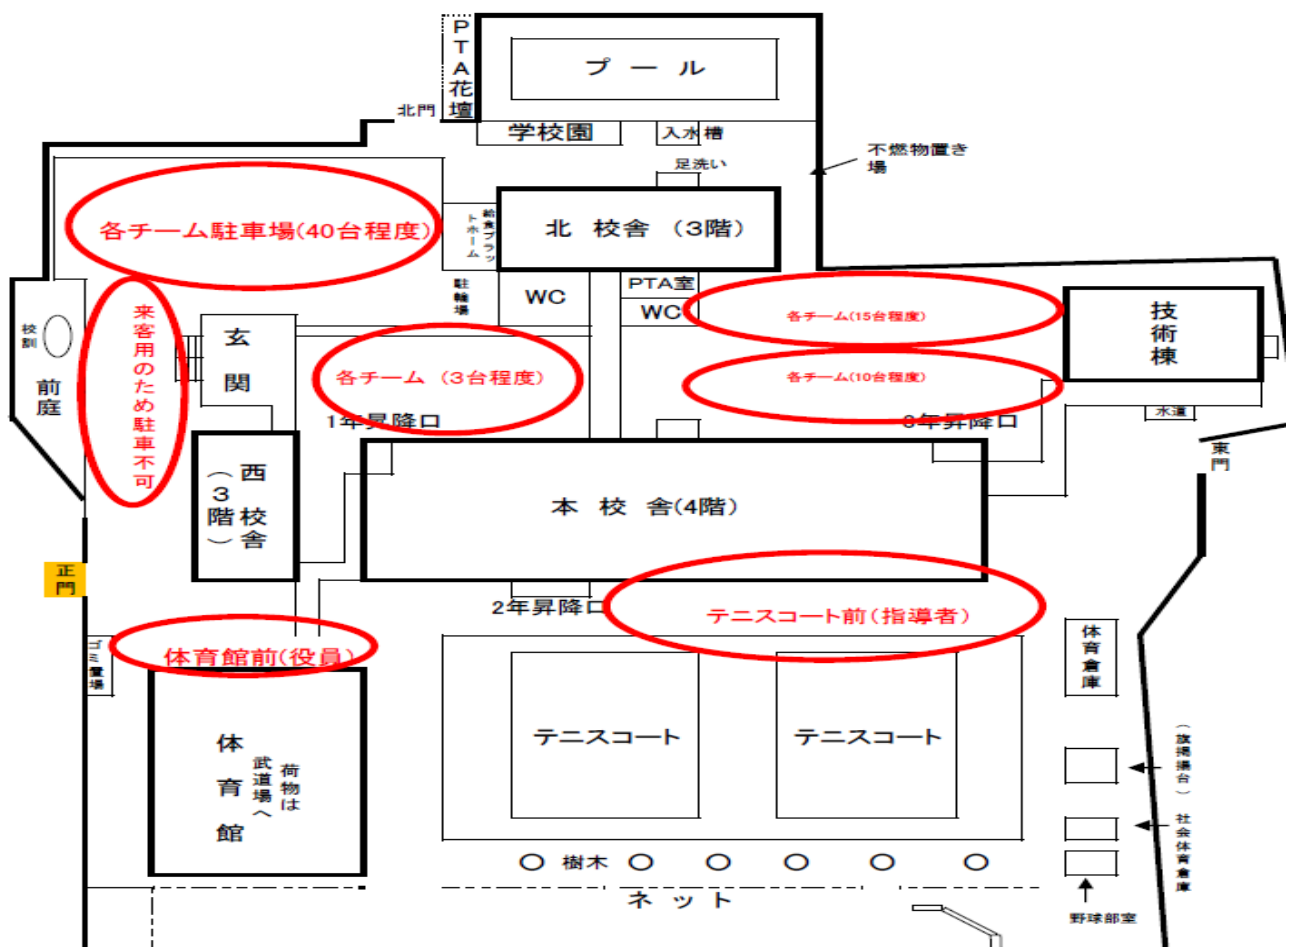 PTA花壇
プール
北門
学校園
入水槽
不燃物置き
場
足洗い
各チーム駐車場(40台程度)
給食プラッ
トホーム
北 校舎 (3階)
駐輪場
WC
PTA室
WC
各チーム(15台程度)
技術棟
校訓
前庭
来客用のため駐車不可
玄
関
各チーム (3台程度)
各チーム(10台程度)
1年昇降口
3年昇降口
水道
東門
西校舎
(3階)
本 校 舎(4階)
正門
2年昇降口
テニスコート前(指導者)
体育館前(役員)
ゴミ置場
体育倉庫
テニスコート
テニスコート
体育館
荷物は
武道場へ
(旗掲揚台)
社会体育倉庫
樹木
ネット
野球部室